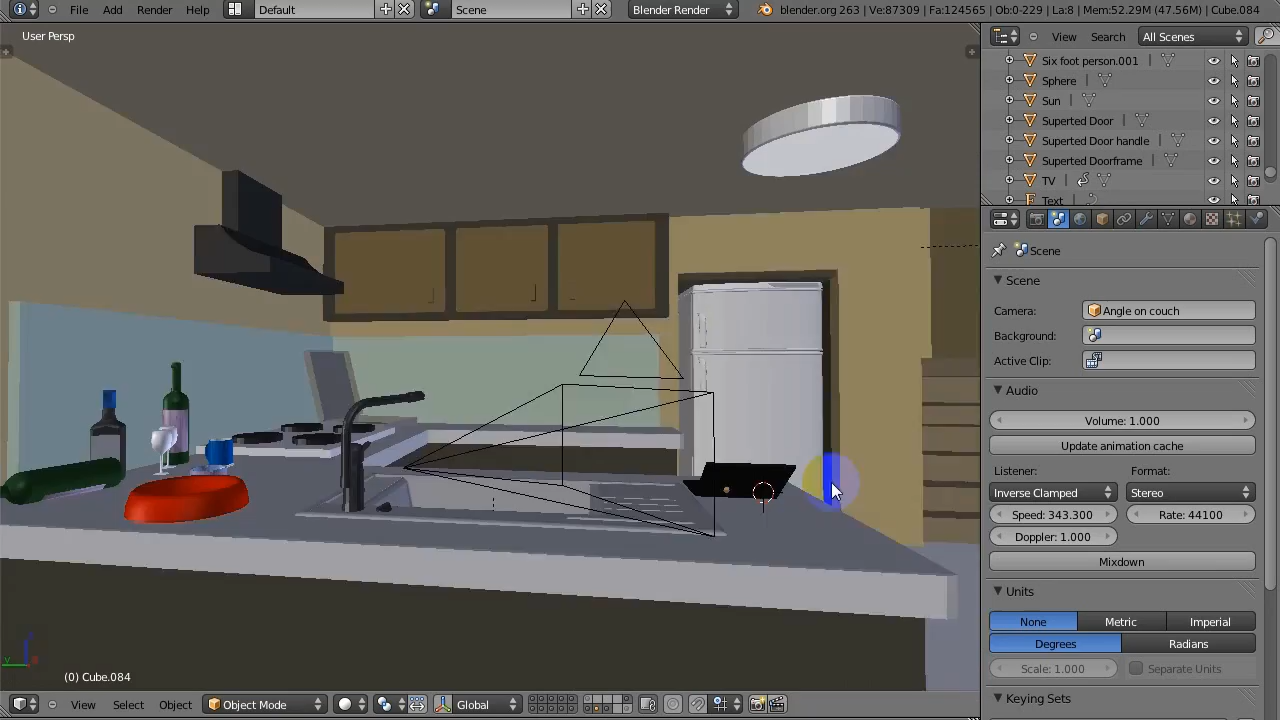 File Add Render Help Default Scene Blender Render blender.org 263 | Ve:87309 | Fa:124565 | Ob:0-229 | La:8 | Mem:52.29M (47.56M) | Cube.084
User Persp
View Search All Scenes
Six foot person.001
Sphere
Sun
Superted Door
Superted Door handle
Superted Doorframe
TV
Text
Scene
Scene
Camera: Angle on couch
Background:
Active Clip:
Audio
Volume: 1.000
Update animation cache
Listener: Format:
Inverse Clamped Stereo
Speed: 343.300 Rate: 44100
Doppler: 1.000
Mixdown
Units
None Metric Imperial
Degrees Radians
Scale: 1.000 Separate Units
Keying Sets
(0) Cube.084
View Select Object Object Mode Global